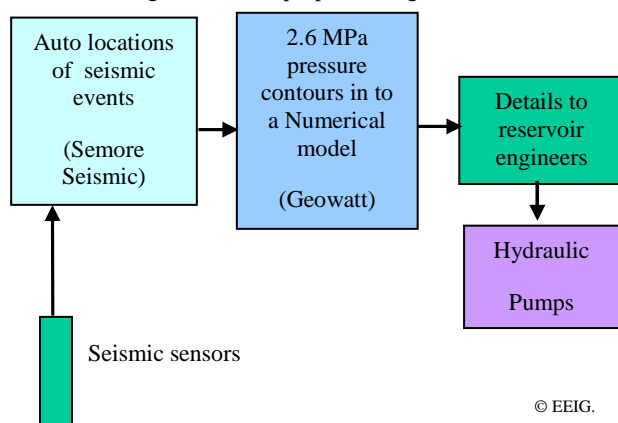 Auto locations
of seismic
events
(Semore
Seismic)
2.6 MPa
pressure
contours in to
a Numerical
model
(Geowatt)
Details to
reservoir
engineers
Hydraulic
Pumps
Seismic sensors
© EEIG.